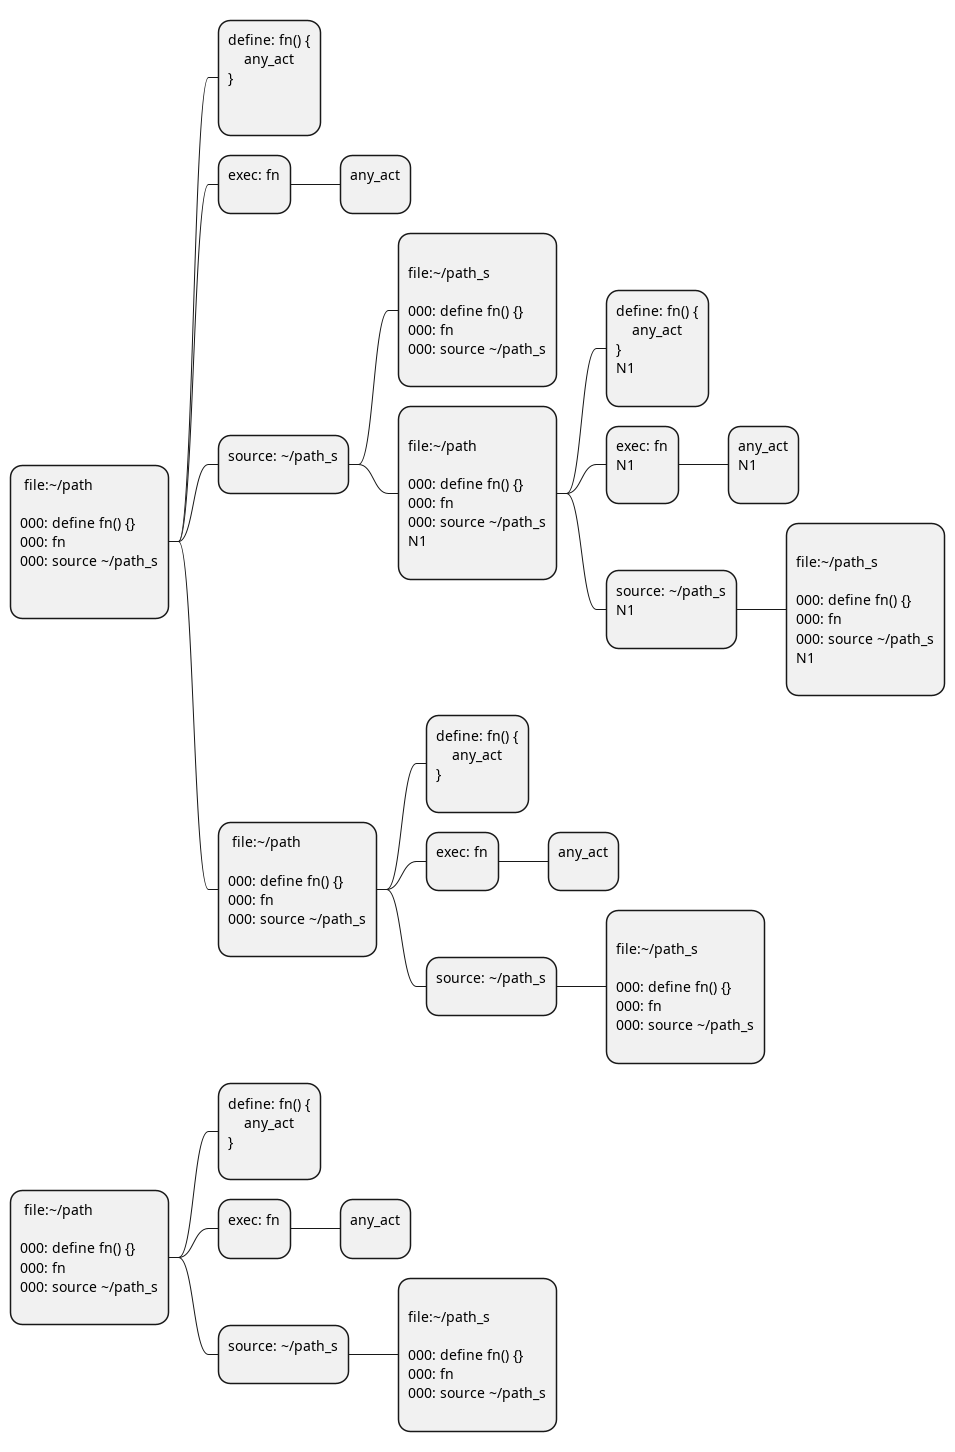 define: fn() {
any_act
}
exec: fn
any_act
file:~/path_s
000: define fn() {}
000: fn
000: source ~/path_s
define: fn() {
any_act
}
N1
source: ~/path_s
file:~/path
000: define fn() {}
000: fn
000: source ~/path_s
N1
exec: fn
N1
any_act
N1
file:~/path
000: define fn() {}
000: fn
000: source ~/path_s
source: ~/path_s
N1
file:~/path_s
000: define fn() {}
000: fn
000: source ~/path_s
N1
define: fn() {
any_act
}
file:~/path
000: define fn() {}
000: fn
000: source ~/path_s
exec: fn
any_act
source: ~/path_s
file:~/path_s
000: define fn() {}
000: fn
000: source ~/path_s
define: fn() {
any_act
}
file:~/path
000: define fn() {}
000: fn
000: source ~/path_s
exec: fn
any_act
source: ~/path_s
file:~/path_s
000: define fn() {}
000: fn
000: source ~/path_s